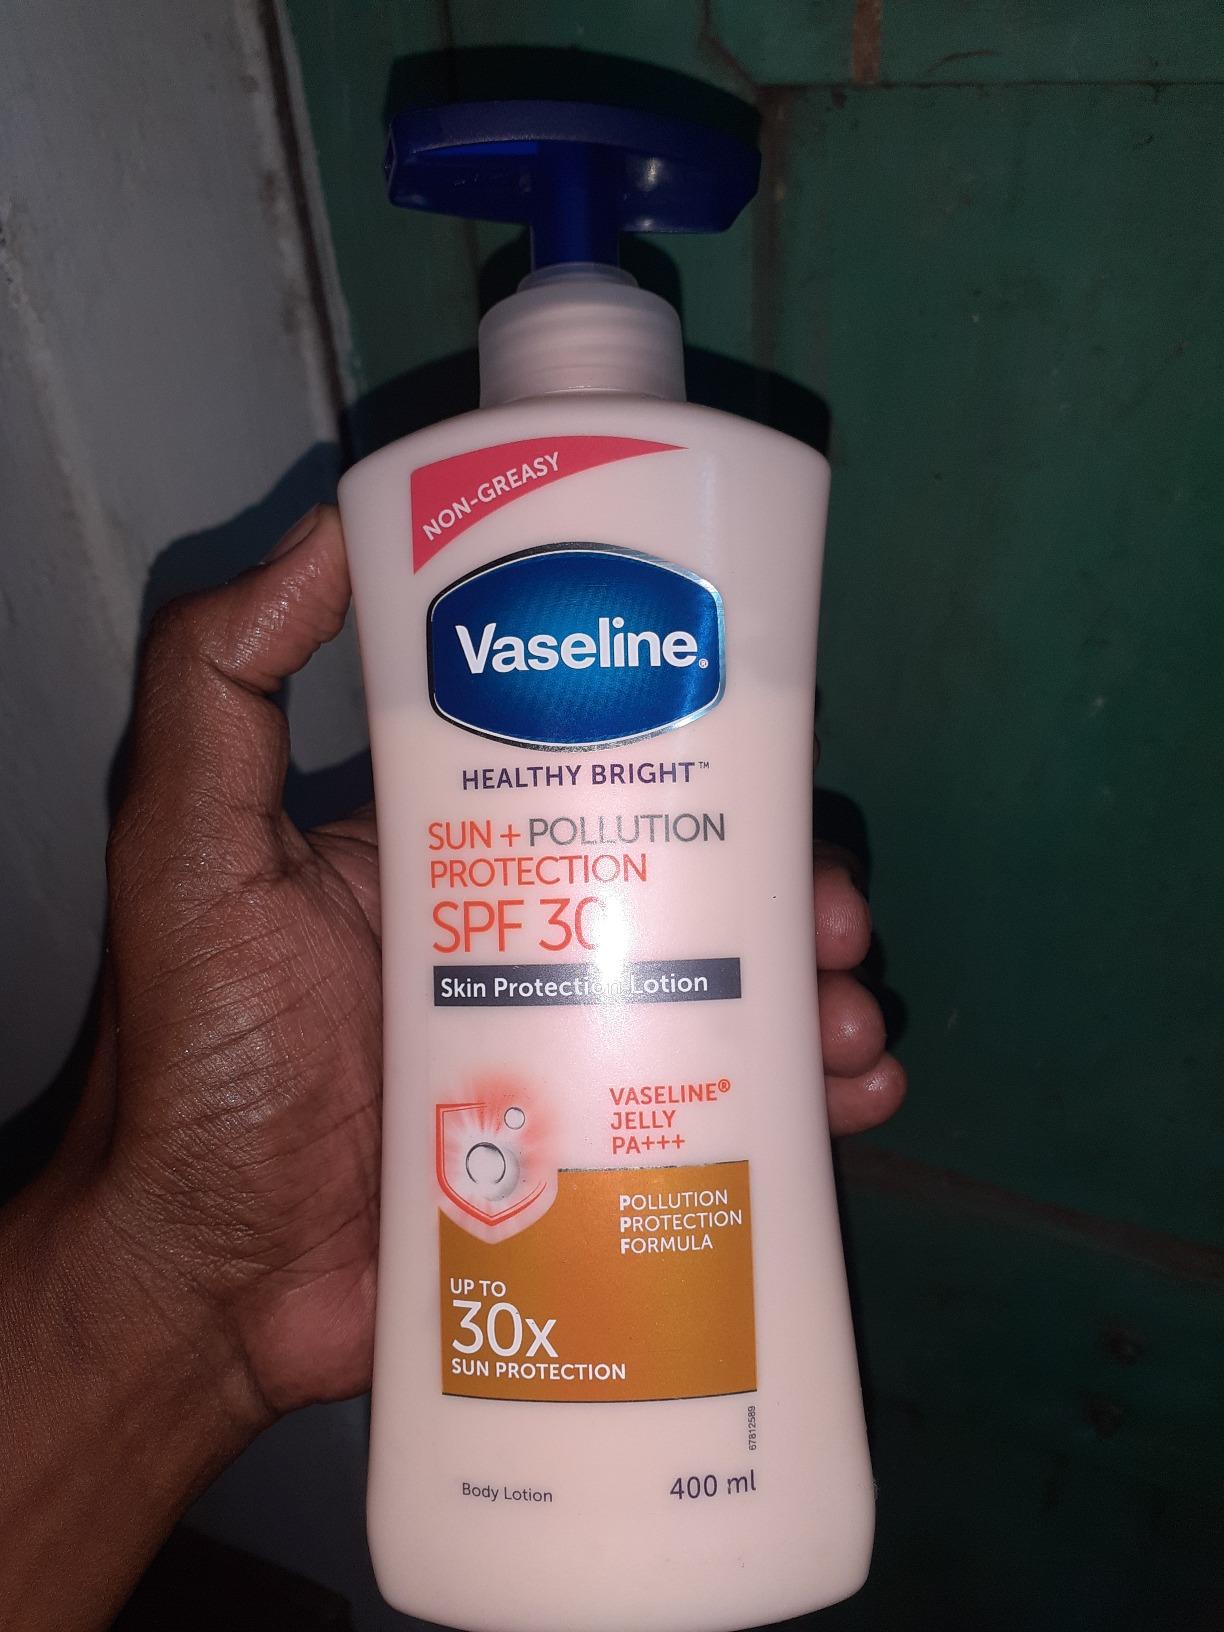 NON-GREASY
Vaseline®
HEALTHY BRIGHT™
SUN + POLLUTION
PROTECTION
SPF 30
Skin Protection Lotion
VASELINE®
JELLY
PA+++
POLLUTION
PROTECTION
FORMULA
UP TO
30x
SUN PROTECTION
67812589
Body Lotion
400 ml